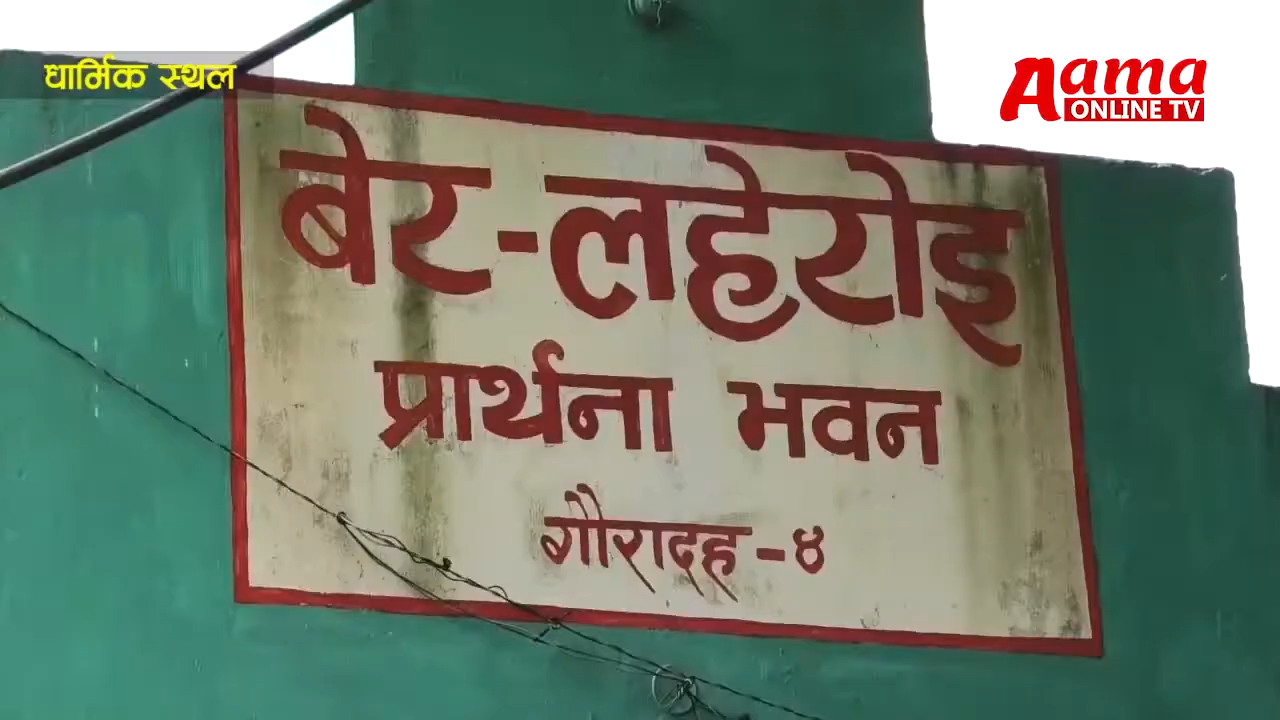 धार्मिक स्थल
Aama
ONLINE TV
बेर-लहेरोइ
प्रार्थना भवन
गौरादह-४